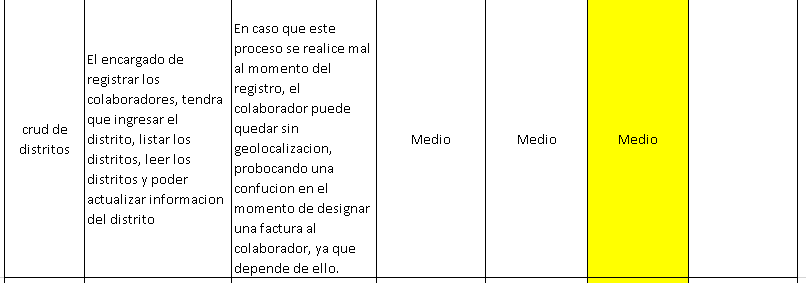 crud de
distritos
El encargado de
registrar los
colaboradores, tendra
que ingresar el
distrito, listar los
distritos, leer los
distritos y poder
actualizar informacion
del distrito
En caso que este
proceso se realice mal
al momento del
registro, el
colaborador puede
quedar sin
geolocalizacion,
probocando una
confucion en el
momento de designar
una factura al
colaborador, ya que
depende de ello.
Medio
Medio
Medio